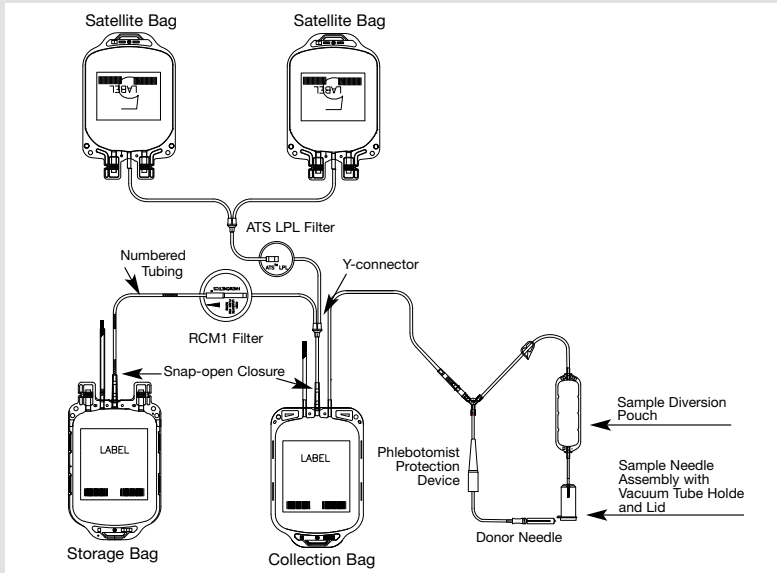 Satellite Bag
Satellite Bag
LABEL
LABEL
ATS LPL Filter
ATS LPL
Numbered
Tubing
Y-connector
HAEMONETICS
RCM1 Filter
Snap-open Closure
LABEL
LABEL
Sample Diversion
Pouch
Phlebotomist
Protection
Device
Sample Needle
Assembly with
Vacuum Tube Holde
and Lid
Donor Needle
Storage Bag
Collection Bag